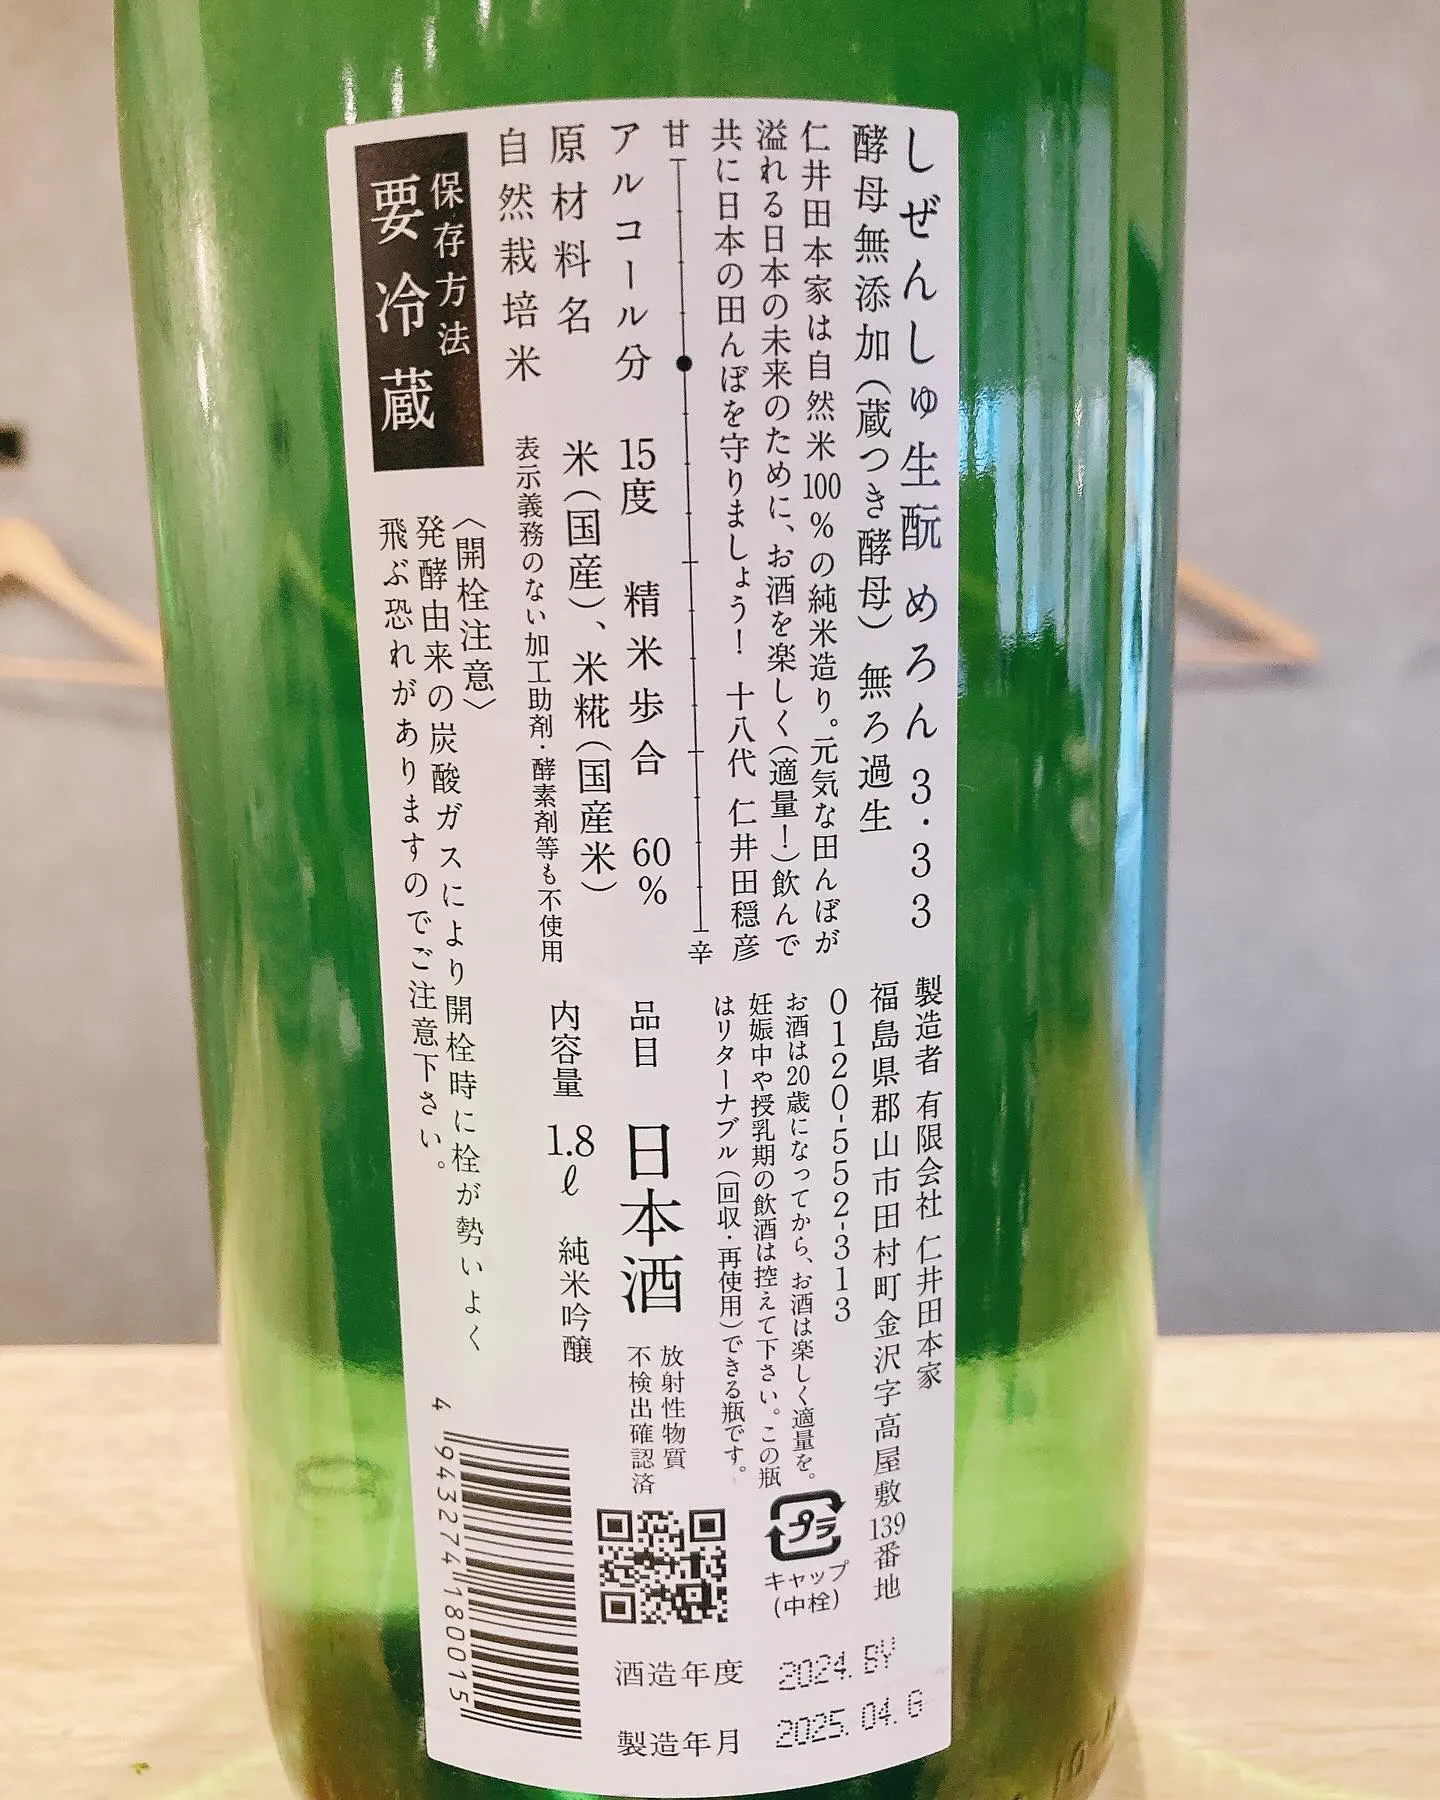 しぜんしゅ生酛 めろん 3・33
酵母無添加（蔵つき酵母） 無ろ過生
仁井田本家は自然米100%の純米造り。元気な田んぼが
溢れる日本の未来のために、お酒を楽しく（適量！）飲んで
共に日本の田んぼを守りましょう！ 十八代 仁井田穏彦
甘 辛
アルコール分 15度 精米歩合 60%
原材料名 米（国産）、米糀（国産米）
自然栽培米 表示義務のない加工助剤・酵素剤等も不使用
保存方法
要冷蔵
〈開栓注意〉
発酵由来の炭酸ガスにより開栓時に栓が勢いよく
飛ぶ恐れがありますのでご注意下さい。
製造者 有限会社 仁井田本家
福島県郡山市田村町金沢字高屋敷139番地
0120-552-313
お酒は20歳になってから、お酒は楽しく適量を。
妊娠中や授乳期の飲酒は控えて下さい。この瓶
はリターナブル（回収・再使用）できる瓶です。
品目 日本酒
放射性物質
不検出確認済
内容量 1.8ℓ 純米吟醸
プラ
キャップ
(中栓)
4 943274 180015
酒造年度 2024. BY
製造年月 2025. 04. G